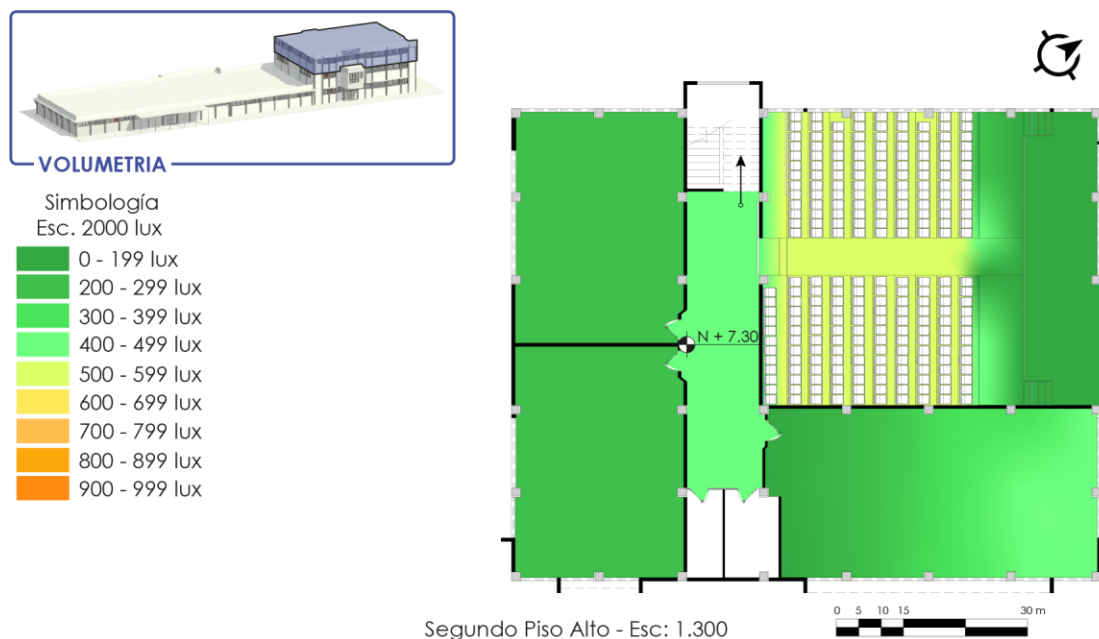 VOLUMETRIA
Simbología
Esc. 2000 lux
0 - 199 lux
200 - 299 lux
300 - 399 lux
400 - 499 lux
500 - 599 lux
600 - 699 lux
700 - 799 lux
800 - 899 lux
900 - 999 lux
N + 7.30
0 5 10 15 30 m
Segundo Piso Alto - Esc: 1.300